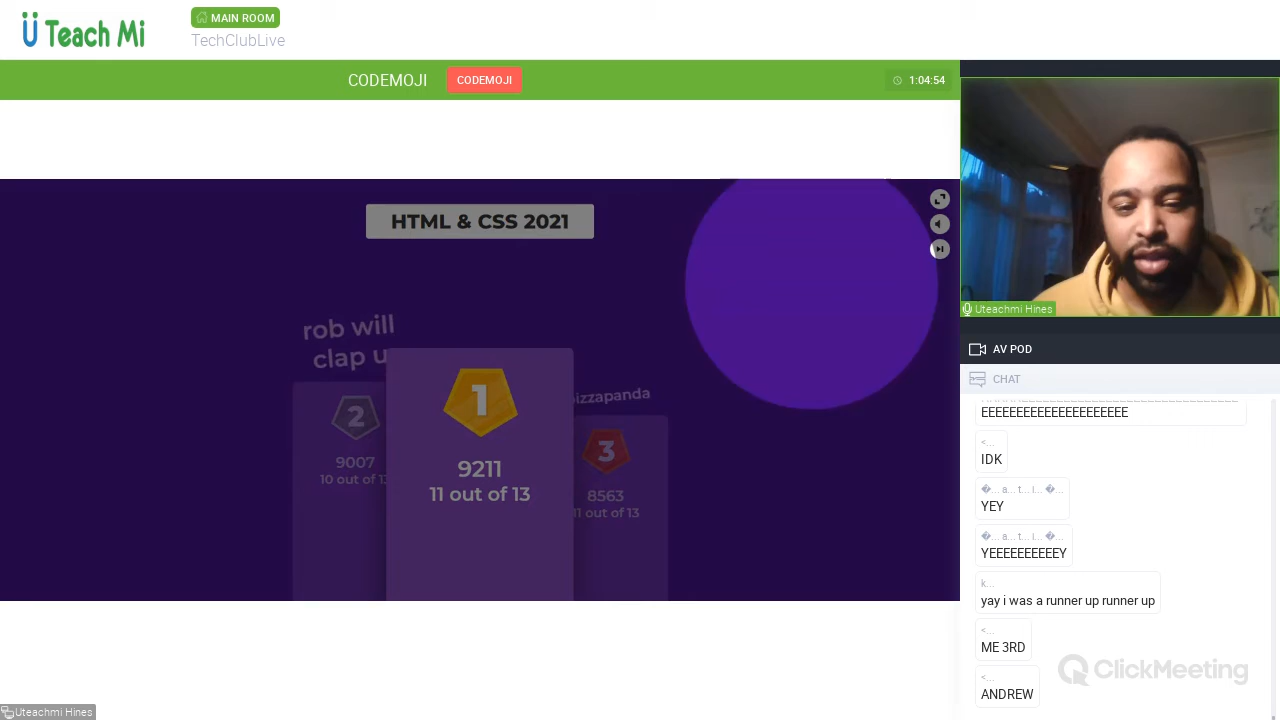 Ü Teach Mi
MAIN ROOM
TechClubLive
CODEMOJI
CODEMOJI
1:04:54
HTML & CSS 2021
rob will
clap u
1
9211
11 out of 13
2
9007
10 out of 13
izzapanda
3
8563
11 out of 13
Uteachmi Hines
AV POD
CHAT
EEEEEEEEEEEEEEEEEEEEE
<...
IDK
�... a... t... i... �...
YEY
�... a... t... i... �...
YEEEEEEEEEEY
k...
yay i was a runner up runner up
<...
ME 3RD
<...
ANDREW
ClickMeeting
Uteachmi Hines